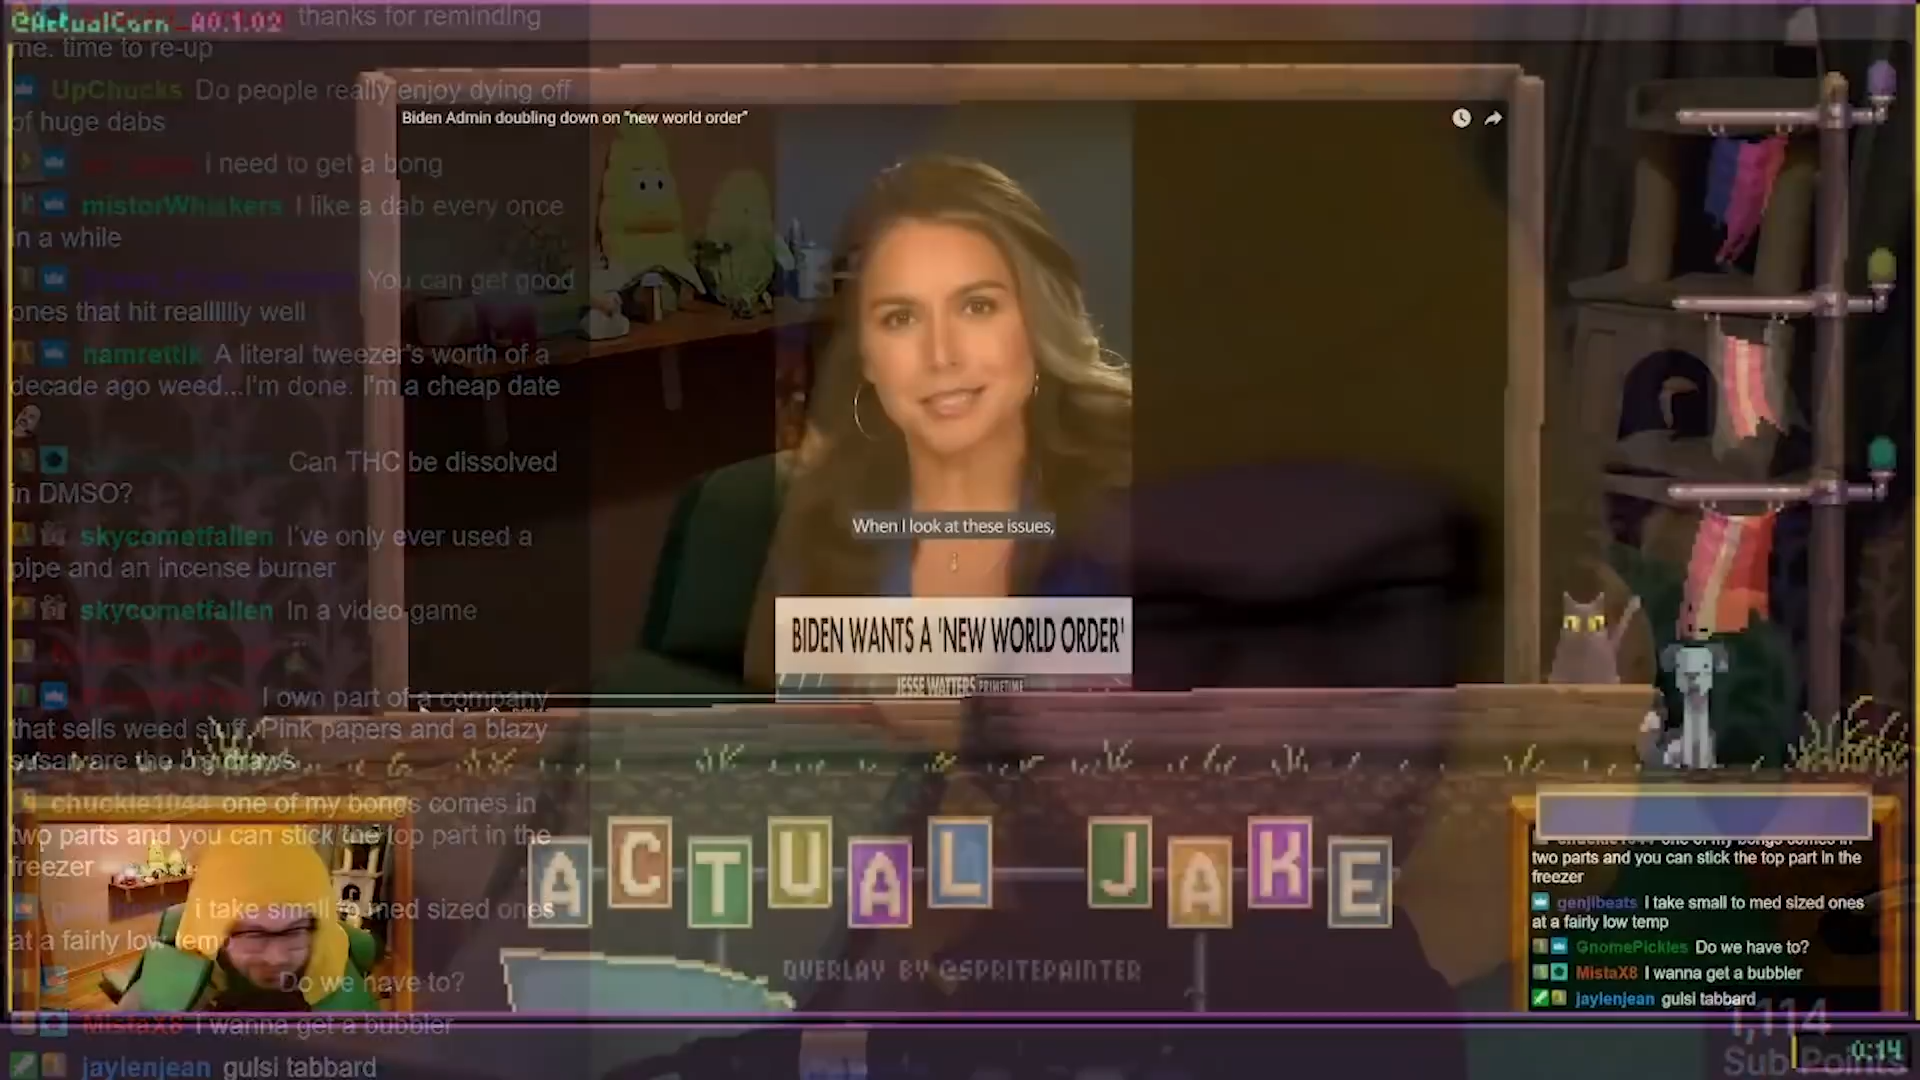 @ActualCorn A0.1.02
thanks for reminding
me. time to re-up
UpChucks Do people really enjoy dying off
of huge dabs
I need to get a bong
mistorWhiskers I like a dab every once
in a while
You can get good
ones that hit realllllly well
namrettik A literal tweezer's worth of a
decade ago weed...I'm done. I'm a cheap date
Can THC be dissolved
in DMSO?
skycometfallen I've only ever used a
pipe and an incense burner
skycometfallen In a video game
I own part of a company
that sells weed stuff. Pink papers and a blazy
susan are the big draws
chuckie1044 one of my bongs comes in
two parts and you can stick the top part in the
freezer
i take small to med sized ones
at a fairly low temp
Do we have to?
MistaX8 I wanna get a bubbler
jaylenjean gulsi tabbard
Biden Admin doubling down on "new world order"
When I look at these issues,
BIDEN WANTS A 'NEW WORLD ORDER'
JESSE WATTERS PRIMETIME
ACTUAL JAKE
OVERLAY BY @SPRITEPAINTER
two parts and you can stick the top part in the
freezer
genjibeats I take small to med sized ones
at a fairly low temp
GnomePickles Do we have to?
MistaX8 I wanna get a bubbler
jaylenjean gulsi tabbard
1,114
Sub Points
0:14